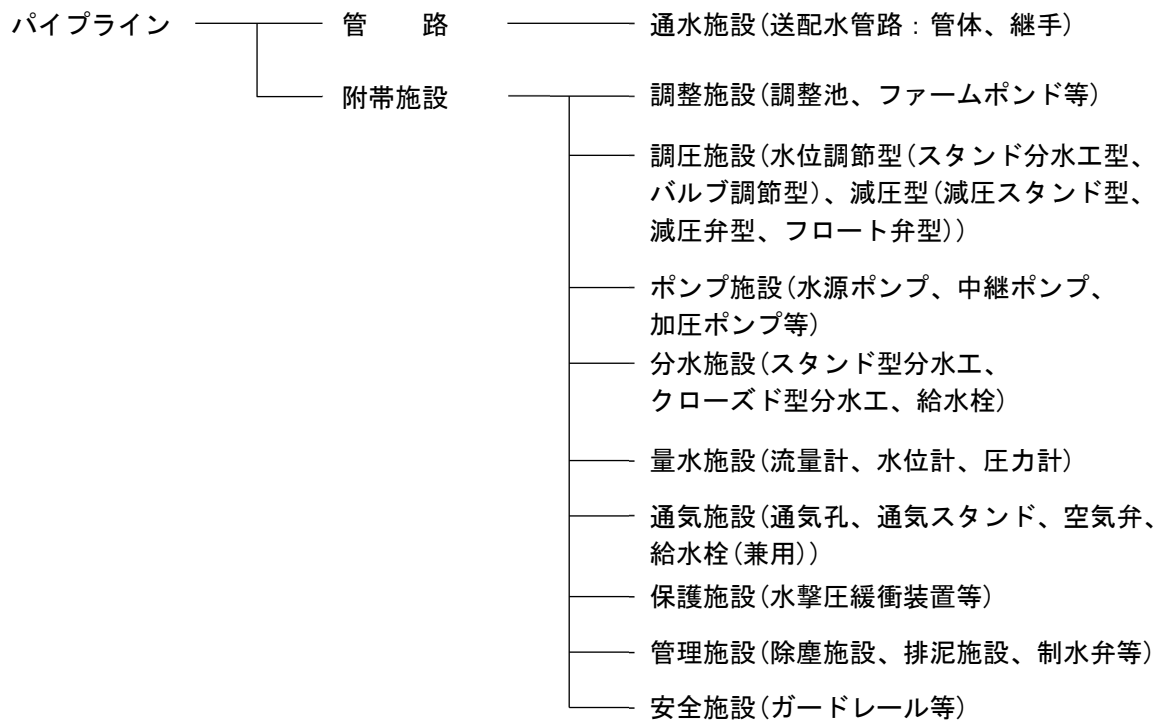 パイプライン 管　路 通水施設(送配水管路：管体、継手)
附帯施設 調整施設(調整池、ファームポンド等)
調圧施設(水位調節型(スタンド分水工型、
バルブ調節型)、減圧型(減圧スタンド型、
減圧弁型、フロート弁型))
ポンプ施設(水源ポンプ、中継ポンプ、
加圧ポンプ等)
分水施設(スタンド型分水工、
クローズド型分水工、給水栓)
量水施設(流量計、水位計、圧力計)
通気施設(通気孔、通気スタンド、空気弁、
給水栓(兼用))
保護施設(水撃圧緩衝装置等)
管理施設(除塵施設、排泥施設、制水弁等)
安全施設(ガードレール等)